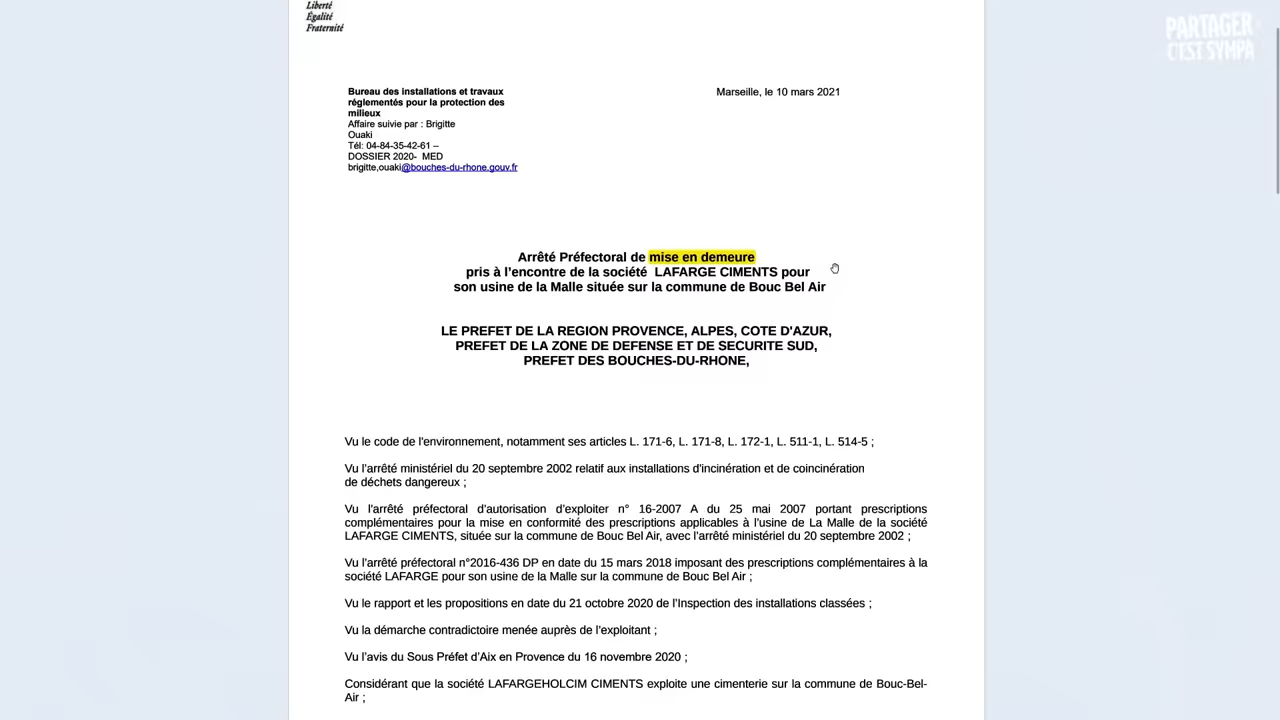 Liberté
Égalité
Fraternité
PARTAGER
C'EST SYMPA
Bureau des installations et travaux
réglementés pour la protection des
milieux
Affaire suivie par : Brigitte
Ouaki
Tél: 04-84-35-42-61 –
DOSSIER 2020- MED
brigitte,ouaki@bouches-du-rhone.gouv.fr
Marseille, le 10 mars 2021
Arrêté Préfectoral de mise en demeure
pris à l'encontre de la société LAFARGE CIMENTS pour
son usine de la Malle située sur la commune de Bouc Bel Air
LE PREFET DE LA REGION PROVENCE, ALPES, COTE D'AZUR,
PREFET DE LA ZONE DE DEFENSE ET DE SECURITE SUD,
PREFET DES BOUCHES-DU-RHONE,
Vu le code de l'environnement, notamment ses articles L. 171-6, L. 171-8, L. 172-1, L. 511-1, L. 514-5 ;
Vu l'arrêté ministériel du 20 septembre 2002 relatif aux installations d'incinération et de coincinération
de déchets dangereux ;
Vu l'arrêté préfectoral d'autorisation d'exploiter n° 16-2007 A du 25 mai 2007 portant prescriptions
complémentaires pour la mise en conformité des prescriptions applicables à l'usine de La Malle de la société
LAFARGE CIMENTS, située sur la commune de Bouc Bel Air, avec l'arrêté ministériel du 20 septembre 2002 ;
Vu l'arrêté préfectoral n°2016-436 DP en date du 15 mars 2018 imposant des prescriptions complémentaires à la
société LAFARGE pour son usine de la Malle sur la commune de Bouc Bel Air ;
Vu le rapport et les propositions en date du 21 octobre 2020 de l'Inspection des installations classées ;
Vu la démarche contradictoire menée auprès de l'exploitant ;
Vu l'avis du Sous Préfet d'Aix en Provence du 16 novembre 2020 ;
Considérant que la société LAFARGEHOLCIM CIMENTS exploite une cimenterie sur la commune de Bouc-Bel-
Air ;